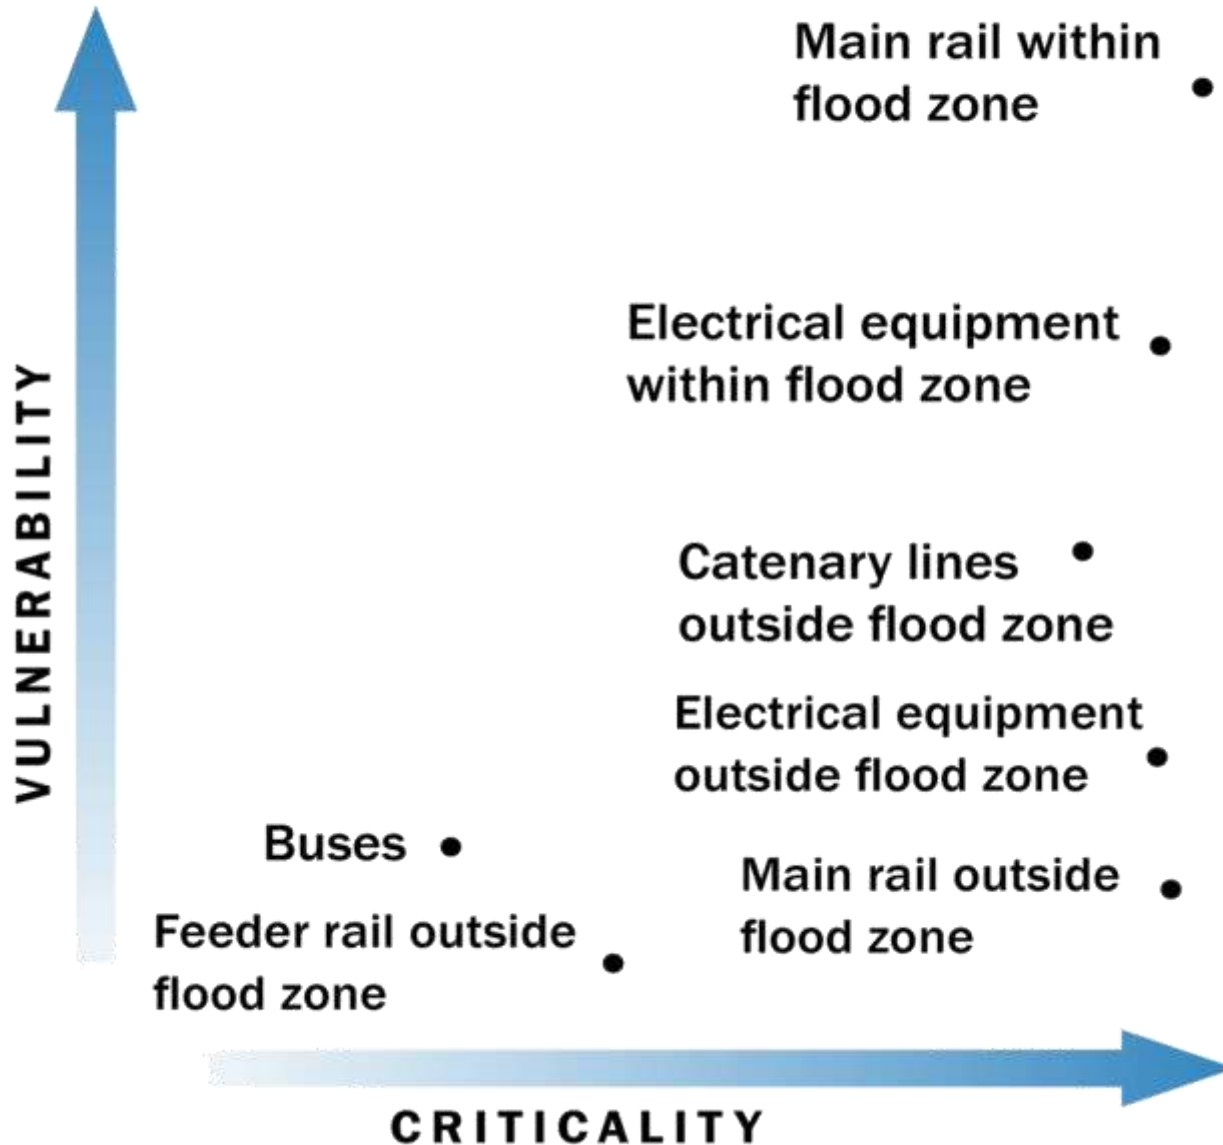 Main rail within
flood zone
Electrical equipment
within flood zone
Catenary lines
outside flood zone
Electrical equipment
outside flood zone
Buses
Main rail outside
flood zone
Feeder rail outside
flood zone
VULNERABILITY
CRITICALITY